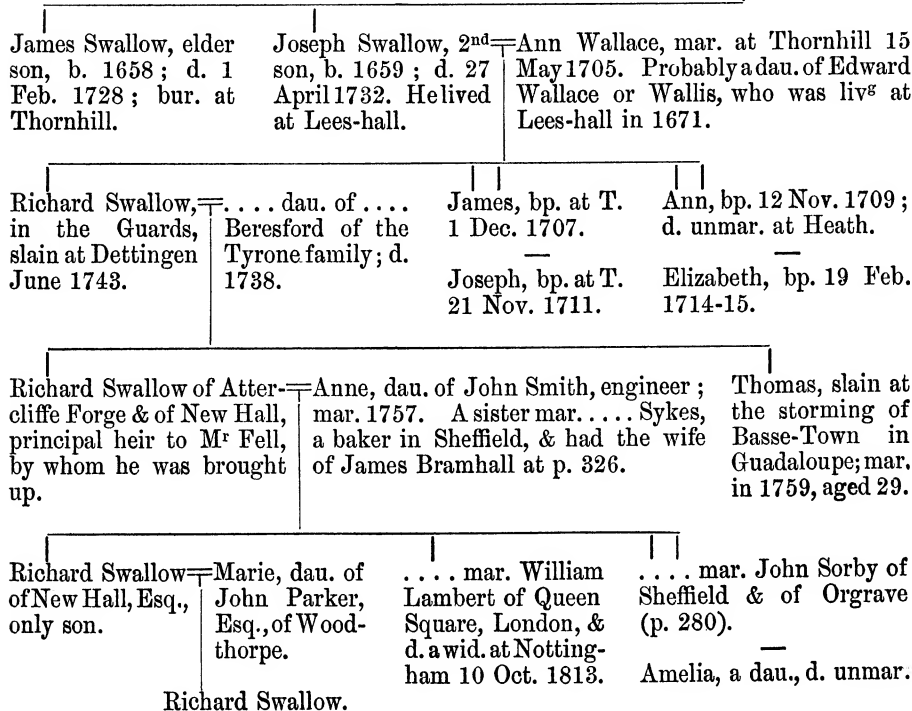 James Swallow, elder
son, b. 1658; d. 1
Feb. 1728; bur. at
Thornhill.
Joseph Swallow, 2nd
son, b. 1659; d. 27
April 1732. He lived
at Lees-hall.
Ann Wallace, mar. at Thornhill 15
May 1705. Probably a dau. of Edward
Wallace or Wallis, who was livg at
Lees-hall in 1671.
Richard Swallow,
in the Guards,
slain at Dettingen
June 1743.
.... dau. of ....
Beresford of the
Tyrone family; d.
1738.
James, bp. at T.
1 Dec. 1707.
Joseph, bp. at T.
21 Nov. 1711.
Ann, bp. 12 Nov. 1709;
d. unmar. at Heath.
Elizabeth, bp. 19 Feb.
1714-15.
Richard Swallow of Atter-
cliffe Forge & of New Hall,
principal heir to Mr Fell,
by whom he was brought
up.
Anne, dau. of John Smith, engineer;
mar. 1757. A sister mar..... Sykes,
a baker in Sheffield, & had the wife
of James Bramhall at p. 326.
Thomas, slain at
the storming of
Basse-Town in
Guadaloupe; mar.
in 1759, aged 29.
Richard Swallow
of New Hall, Esq.,
only son.
Marie, dau. of
John Parker,
Esq., of Wood-
thorpe.
.... mar. William
Lambert of Queen
Square, London, &
d. a wid. at Notting-
ham 10 Oct. 1813.
.... mar. John Sorby of
Sheffield & of Orgrave
(p. 280).
Amelia, a dau., d. unmar.
Richard Swallow.